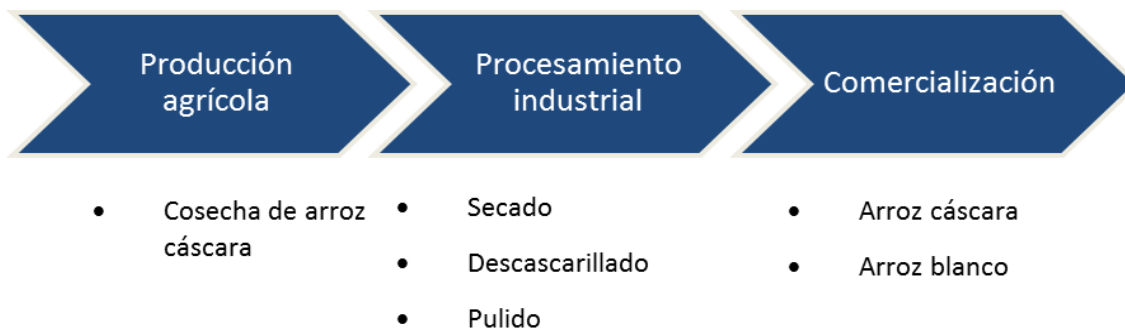 Producción
agrícola
Procesamiento
industrial
Comercialización
• Cosecha de arroz
cáscara
• Secado
• Descascarillado
• Pulido
• Arroz cáscara
• Arroz blanco